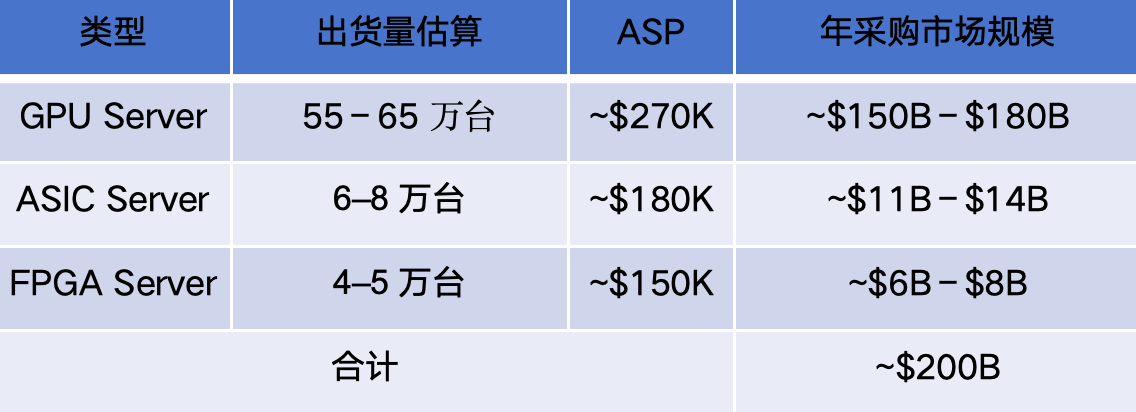 类型 出货量估算 ASP 年采购市场规模
GPU Server 55 – 65 万台 ~$270K ~$150B – $180B
ASIC Server 6–8 万台 ~$180K ~$11B – $14B
FPGA Server 4–5 万台 ~$150K ~$6B – $8B
合计 ~$200B